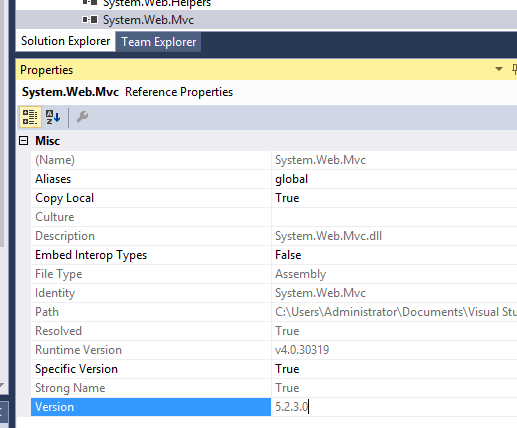 System.Web.Helpers
System.Web.Mvc
Solution Explorer Team Explorer
Properties
System.Web.Mvc Reference Properties
Misc
(Name) System.Web.Mvc
Aliases global
Copy Local True
Culture
Description System.Web.Mvc.dll
Embed Interop Types False
File Type Assembly
Identity System.Web.Mvc
Path C:\Users\Administrator\Documents\Visual Stu
Resolved True
Runtime Version v4.0.30319
Specific Version True
Strong Name True
Version 5.2.3.0